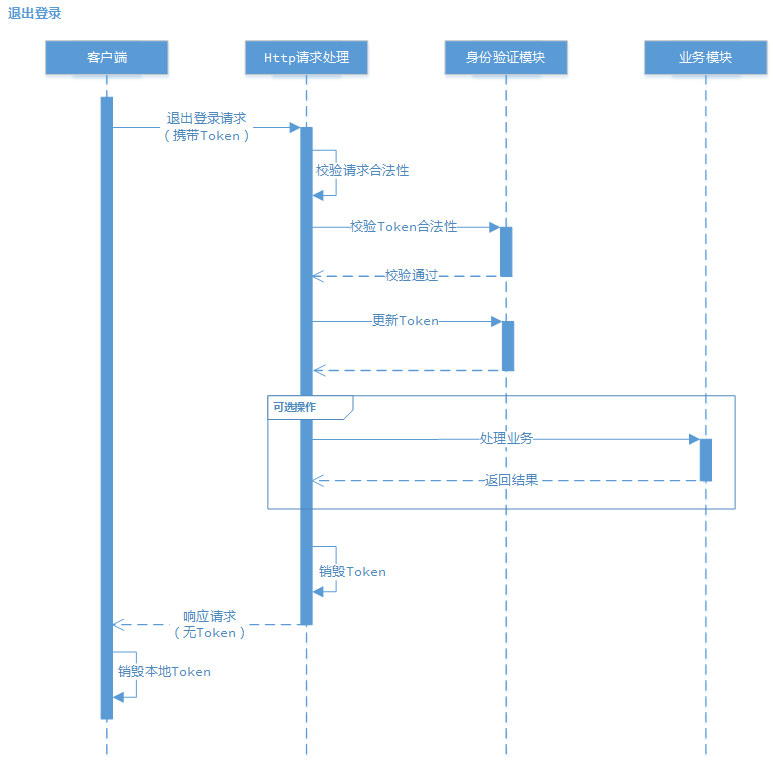 退出登录
客户端
Http请求处理
身份验证模块
业务模块
退出登录请求
（携带Token）
校验请求合法性
校验Token合法性
校验通过
更新Token
可选操作
处理业务
返回结果
销毁Token
响应请求
（无Token）
销毁本地Token